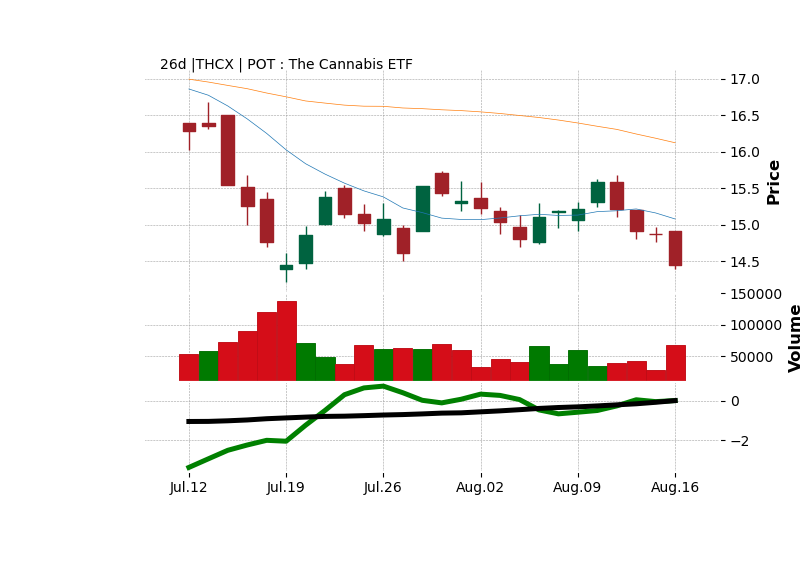 26d |THCX | POT : The Cannabis ETF
17.0
16.5
16.0
15.5
15.0
14.5
Price
150000
100000
50000
Volume
0
−2
Jul.12 Jul.19 Jul.26 Aug.02 Aug.09 Aug.16